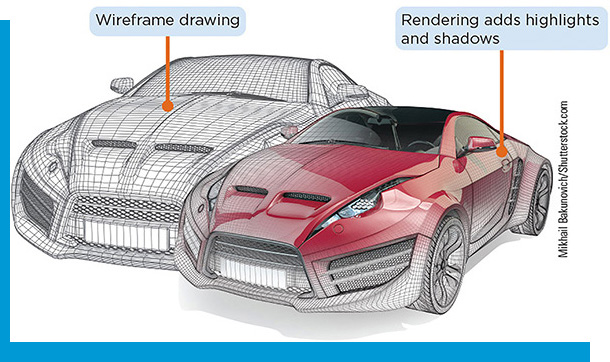 Wireframe drawing
Rendering adds highlights
and shadows
Mikhail Bakunovich/Shutterstock.com